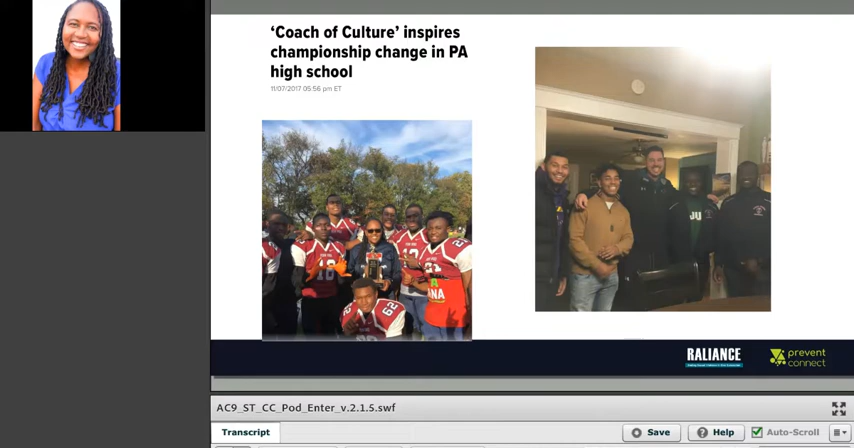 'Coach of Culture' inspires
championship change in PA
high school
11/07/2017 05:56 pm ET
RALIANCE
prevent
connect
AC9_ST_CC_Pod_Enter_v.2.1.5.swf
Transcript
Save
Help
Auto-Scroll